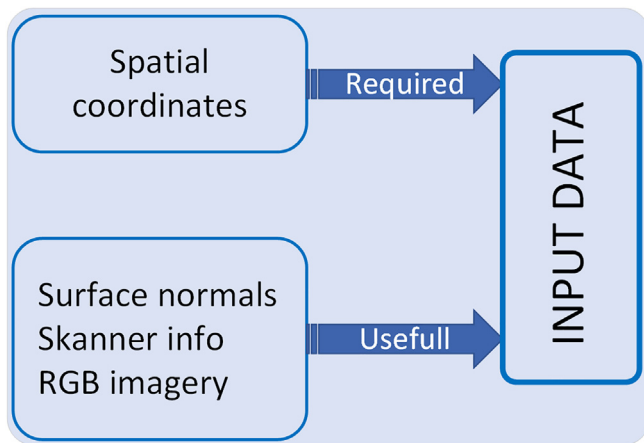 Spatial
coordinates
Required
Surface normals
Skanner info
RGB imagery
Usefull
INPUT DATA